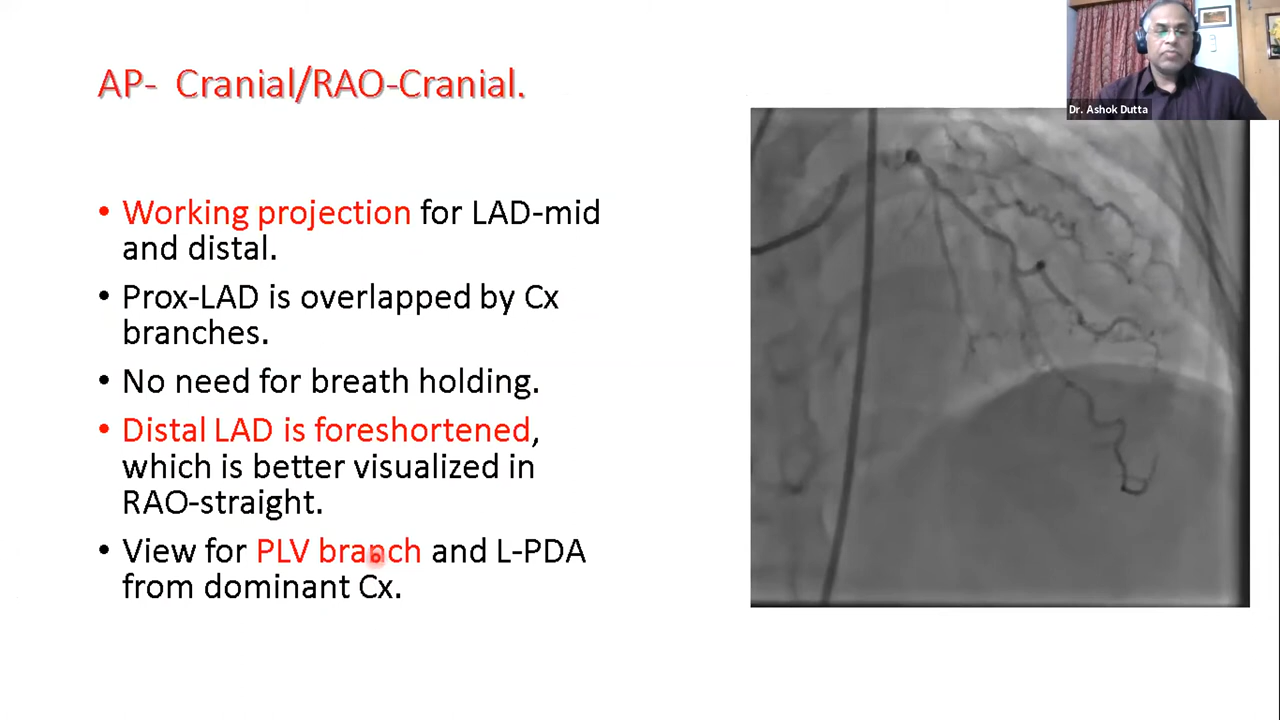 AP- Cranial/RAO-Cranial.
• Working projection for LAD-mid
and distal.
• Prox-LAD is overlapped by Cx
branches.
• No need for breath holding.
• Distal LAD is foreshortened,
which is better visualized in
RAO-straight.
• View for PLV branch and L-PDA
from dominant Cx.
Dr. Ashok Dutta